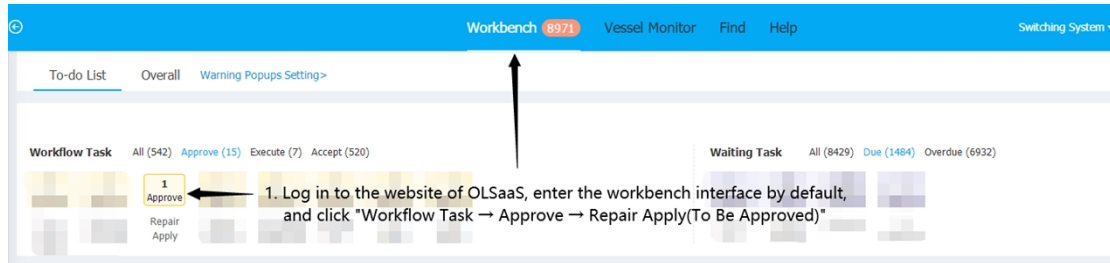 Workbench 8971 Vessel Monitor Find Help Switching System
To-do List Overall Warning Popups Setting>
Workflow Task All (542) Approve (15) Execute (7) Accept (520) Waiting Task All (8429) Due (1484) Overdue (6932)
1
Approve
Repair
Apply
1. Log in to the website of OLSaaS, enter the workbench interface by default,
and click "Workflow Task → Approve → Repair Apply(To Be Approved)"